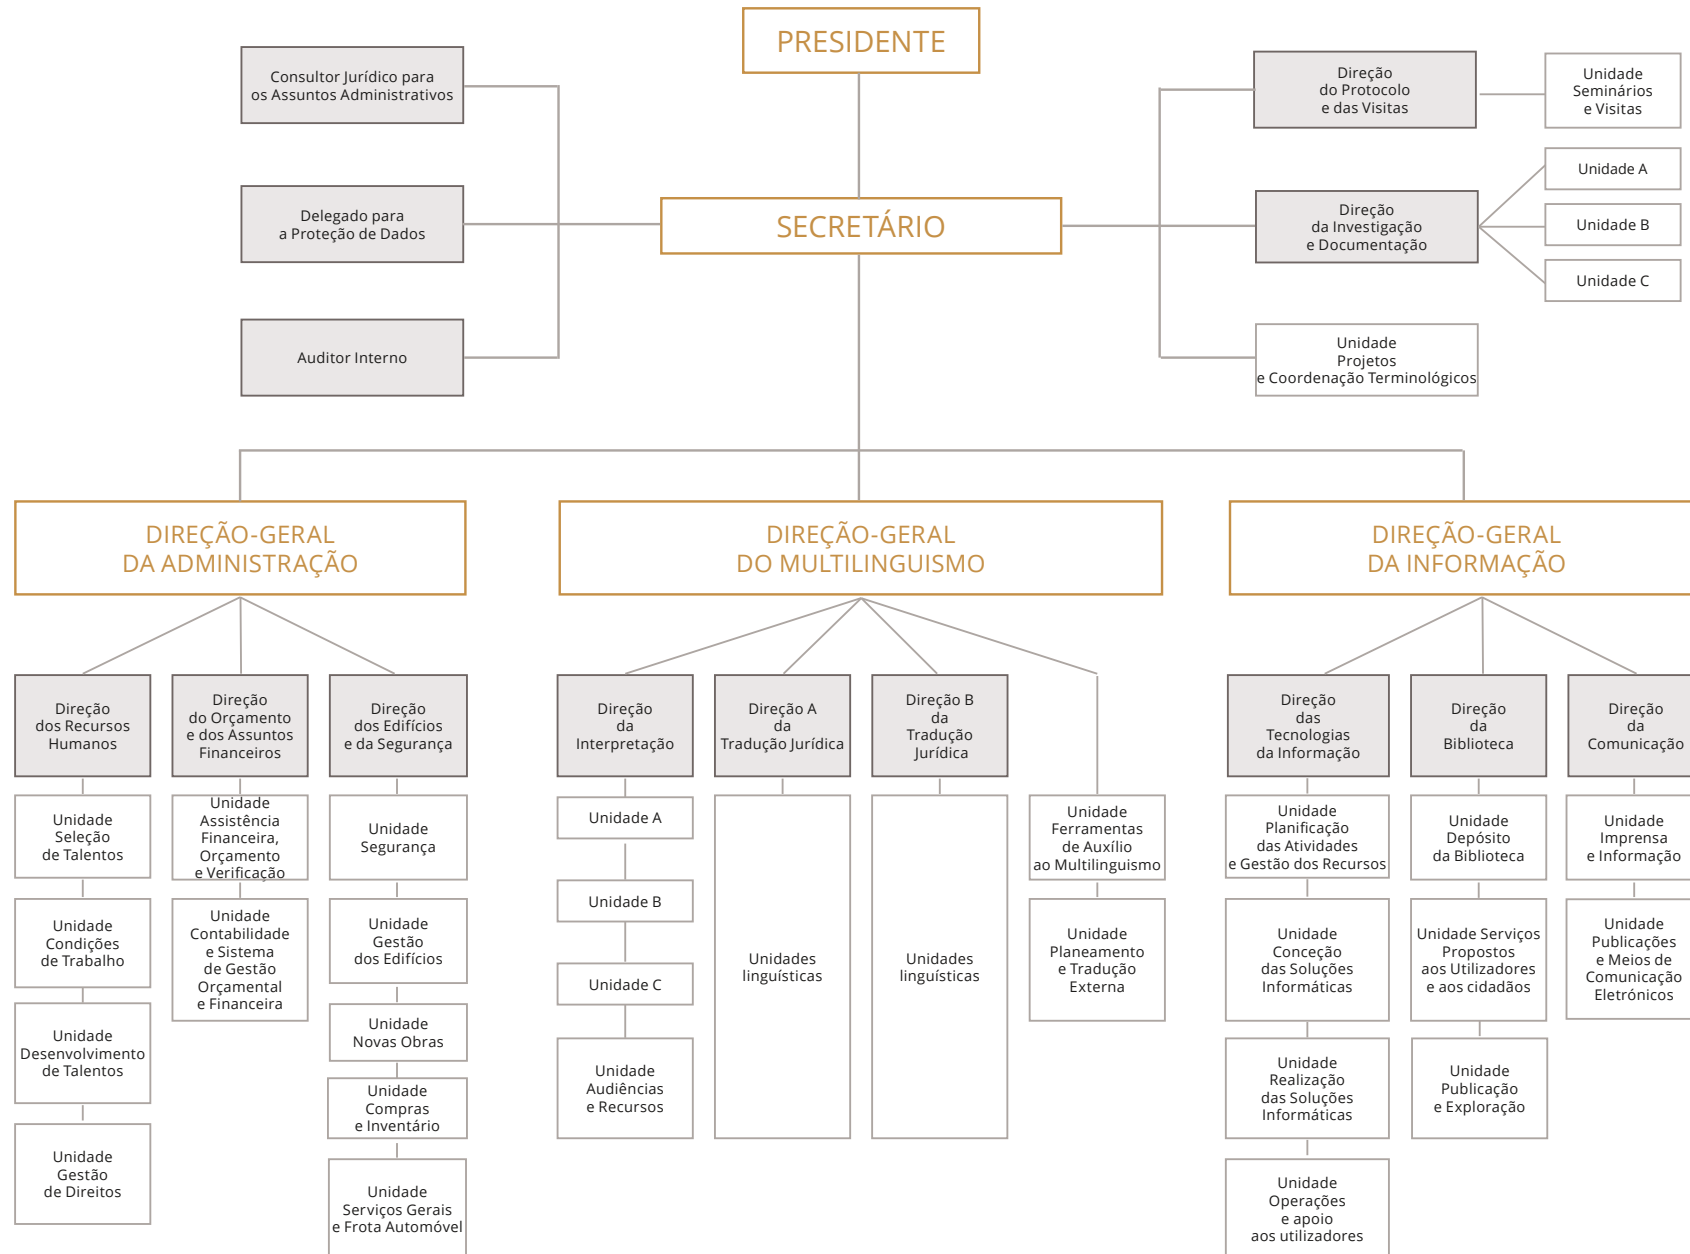 PRESIDENTE
Consultor Jurídico para
os Assuntos Administrativos
Direção
do Protocolo
e das Visitas
Unidade
Seminários
e Visitas
Unidade A
Delegado para
a Proteção de Dados
SECRETÁRIO
Direção
da Investigação
e Documentação
Unidade B
Unidade C
Auditor Interno
Unidade
Projetos
e Coordenação Terminológicos
DIREÇÃO-GERAL
DA ADMINISTRAÇÃO
DIREÇÃO-GERAL
DO MULTILINGUISMO
DIREÇÃO-GERAL
DA INFORMAÇÃO
Direção
dos Recursos
Humanos
Direção
do Orçamento
e dos Assuntos
Financeiros
Direção
dos Edifícios
e da Segurança
Direção
da
Interpretação
Direção A
da
Tradução Jurídica
Direção B
da
Tradução
Jurídica
Direção
das
Tecnologias
da Informação
Direção
da
Biblioteca
Direção
da
Comunicação
Unidade
Seleção
de Talentos
Unidade
Assistência
Financeira,
Orçamento
e Verificação
Unidade
Segurança
Unidade A
Unidade
Ferramentas
de Auxílio
ao Multilinguismo
Unidade
Planificação
das Atividades
e Gestão dos Recursos
Unidade
Depósito
da Biblioteca
Unidade
Imprensa
e Informação
Unidade
Condições
de Trabalho
Unidade
Contabilidade
e Sistema
de Gestão
Orçamental
e Financeira
Unidade
Gestão
dos Edifícios
Unidade B
Unidade C
Unidades
linguísticas
Unidades
linguísticas
Unidade
Planeamento
e Tradução
Externa
Unidade
Conceção
das Soluções
Informáticas
Unidade Serviços
Propostos
aos Utilizadores
e aos cidadãos
Unidade
Publicações
e Meios de
Comunicação
Eletrónicos
Unidade
Desenvolvimento
de Talentos
Unidade
Novas Obras
Unidade
Audiências
e Recursos
Unidade
Realização
das Soluções
Informáticas
Unidade
Publicação
e Exploração
Unidade
Compras
e Inventário
Unidade
Gestão
de Direitos
Unidade
Serviços Gerais
e Frota Automóvel
Unidade
Operações
e apoio
aos utilizadores